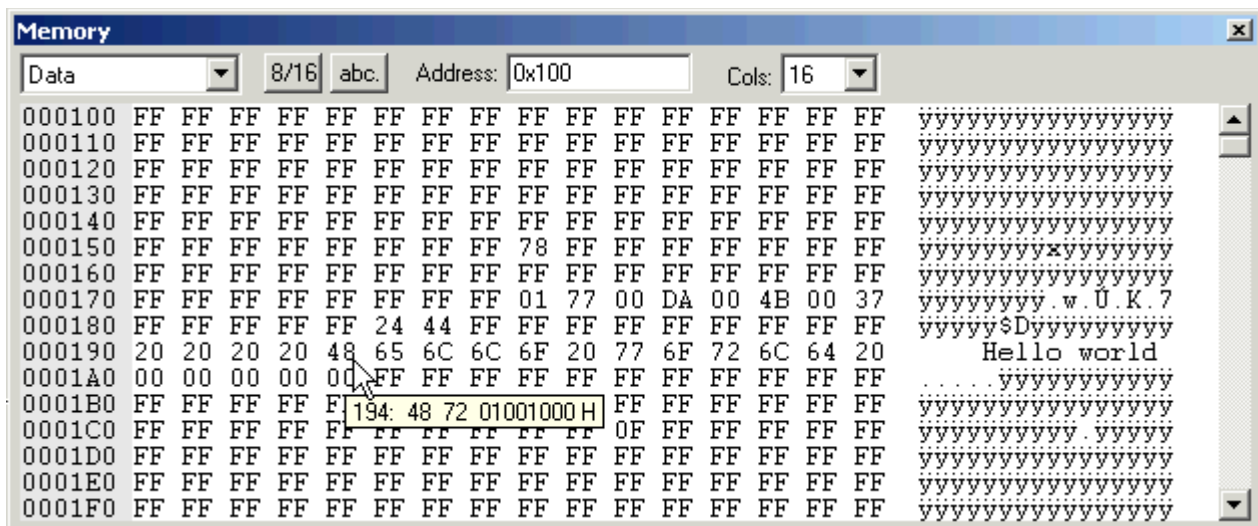 Memory
Data 8/16 abc. Address: 0x100 Cols: 16
000100 FF FF FF FF FF FF FF FF FF FF FF FF FF FF FF FF ÿÿÿÿÿÿÿÿÿÿÿÿÿÿÿÿ
000110 FF FF FF FF FF FF FF FF FF FF FF FF FF FF FF FF ÿÿÿÿÿÿÿÿÿÿÿÿÿÿÿÿ
000120 FF FF FF FF FF FF FF FF FF FF FF FF FF FF FF FF ÿÿÿÿÿÿÿÿÿÿÿÿÿÿÿÿ
000130 FF FF FF FF FF FF FF FF FF FF FF FF FF FF FF FF ÿÿÿÿÿÿÿÿÿÿÿÿÿÿÿÿ
000140 FF FF FF FF FF FF FF FF FF FF FF FF FF FF FF FF ÿÿÿÿÿÿÿÿÿÿÿÿÿÿÿÿ
000150 FF FF FF FF FF FF FF FF 78 FF FF FF FF FF FF FF ÿÿÿÿÿÿÿÿxÿÿÿÿÿÿÿ
000160 FF FF FF FF FF FF FF FF FF FF FF FF FF FF FF FF ÿÿÿÿÿÿÿÿÿÿÿÿÿÿÿÿ
000170 FF FF FF FF FF FF FF FF 01 77 00 DA 00 4B 00 37 ÿÿÿÿÿÿÿÿ.w.Ú.K.7
000180 FF FF FF FF FF 24 44 FF FF FF FF FF FF FF FF FF ÿÿÿÿÿ$Dÿÿÿÿÿÿÿÿÿ
000190 20 20 20 20 48 65 6C 6C 6F 20 77 6F 72 6C 64 20 Hello world
0001A0 00 00 00 00 00 FF FF FF FF FF FF FF FF FF FF FF .....ÿÿÿÿÿÿÿÿÿÿÿ
0001B0 FF FF FF FF FF FF FF FF FF FF ÿÿÿÿÿÿÿÿÿÿÿÿÿÿÿÿ
194: 48 72 01001000 H
0001C0 FF FF FF FF FF FF FF FF FF FF 0F FF FF FF FF FF ÿÿÿÿÿÿÿÿÿÿ.ÿÿÿÿÿ
0001D0 FF FF FF FF FF FF FF FF FF FF FF FF FF FF FF FF ÿÿÿÿÿÿÿÿÿÿÿÿÿÿÿÿ
0001E0 FF FF FF FF FF FF FF FF FF FF FF FF FF FF FF FF ÿÿÿÿÿÿÿÿÿÿÿÿÿÿÿÿ
0001F0 FF FF FF FF FF FF FF FF FF FF FF FF FF FF FF FF ÿÿÿÿÿÿÿÿÿÿÿÿÿÿÿÿ